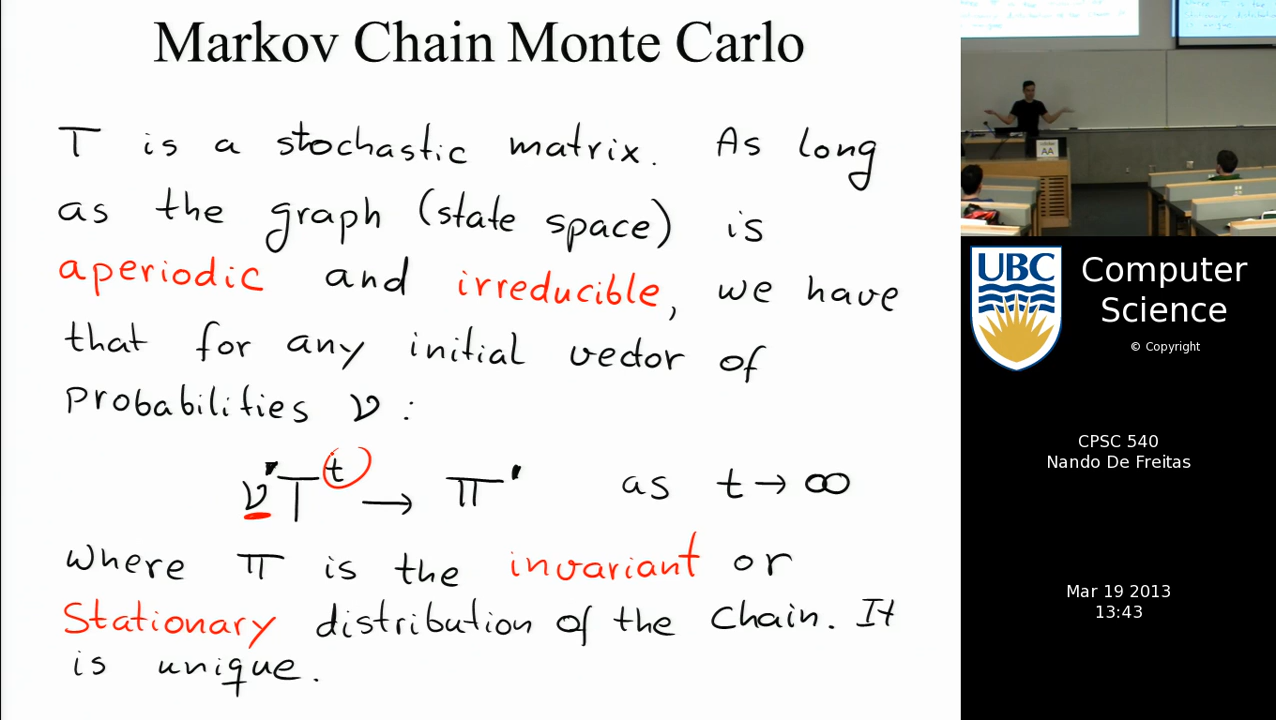 Markov Chain Monte Carlo
T is a stochastic matrix. As long
as the graph (state space) is
aperiodic and irreducible, we have
that for any initial vector of
Probabilities ν :
ν'T^t → π' as t → ∞
where π is the invariant or
Stationary distribution of the chain. It
is unique.
UBC
Computer
Science
© Copyright
CPSC 540
Nando De Freitas
Mar 19 2013
13:43